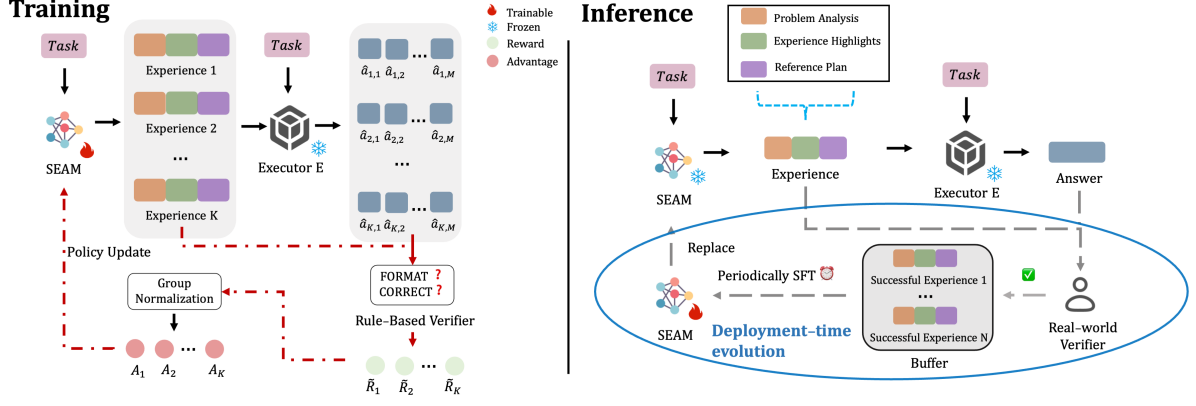 Training
Trainable
Frozen
Reward
Advantage
Task
Experience 1
Experience 2
...
Experience K
SEAM
Task
Executor E
â1,1 â1,2 ... â1,M
â2,1 â2,2 ... â2,M
...
âK,1 âK,2 ... âK,M
Policy Update
FORMAT ?
CORRECT ?
Rule-Based Verifier
Group
Normalization
A1 A2 ... AK
R̃1 R̃2 ... R̃K
Inference
Problem Analysis
Experience Highlights
Reference Plan
Task
SEAM
Experience
Task
Executor E
Answer
Replace
SEAM
Periodically SFT
Deployment-time
evolution
Successful Experience 1
...
Successful Experience N
Buffer
Real-world
Verifier